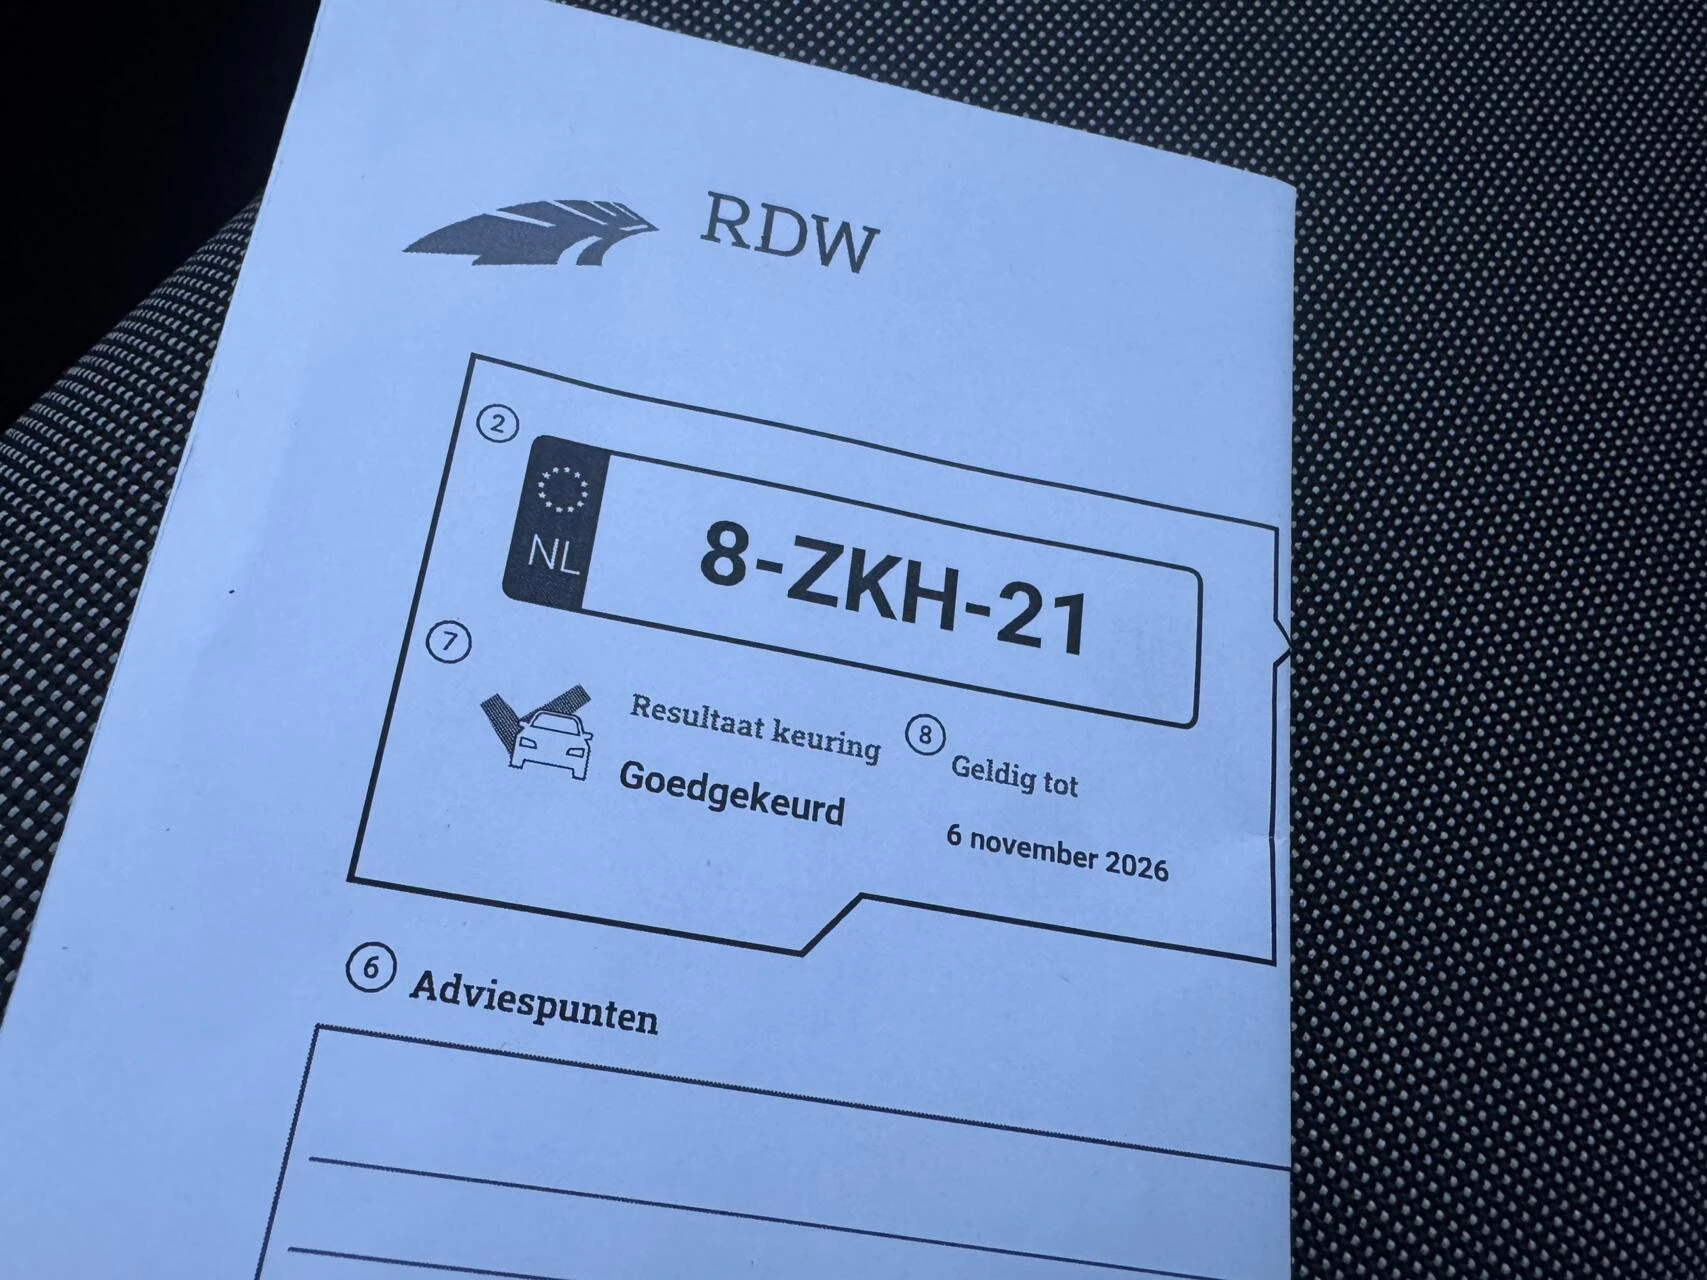 RDW
2
NL
8-ZKH-21
7
Resultaat keuring
Goedgekeurd
8
Geldig tot
6 november 2026
6 Adviespunten